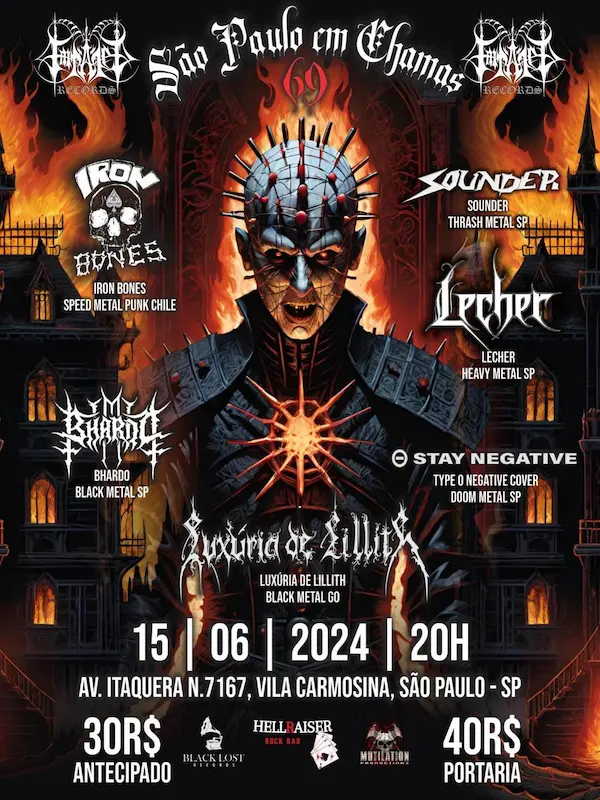 RECORDS
São Paulo em Chamas
69
RECORDS
IRON
BONES
IRON BONES
SPEED METAL PUNK CHILE
SOUNDER
SOUNDER
THRASH METAL SP
Lecher
LECHER
HEAVY METAL SP
BHARDO
BHARDO
BLACK METAL SP
STAY NEGATIVE
TYPE O NEGATIVE COVER
DOOM METAL SP
Luxúria de Lillith
LUXÚRIA DE LILLITH
BLACK METAL GO
15 | 06 | 2024 | 20H
AV. ITAQUERA N.7167, VILA CARMOSINA, SÃO PAULO - SP
30R$
ANTECIPADO
BLACK LOST
RECORDS
HELLRAISER
ROCK BAR
MUTILATION
PRODUCTIONS
40R$
PORTARIA